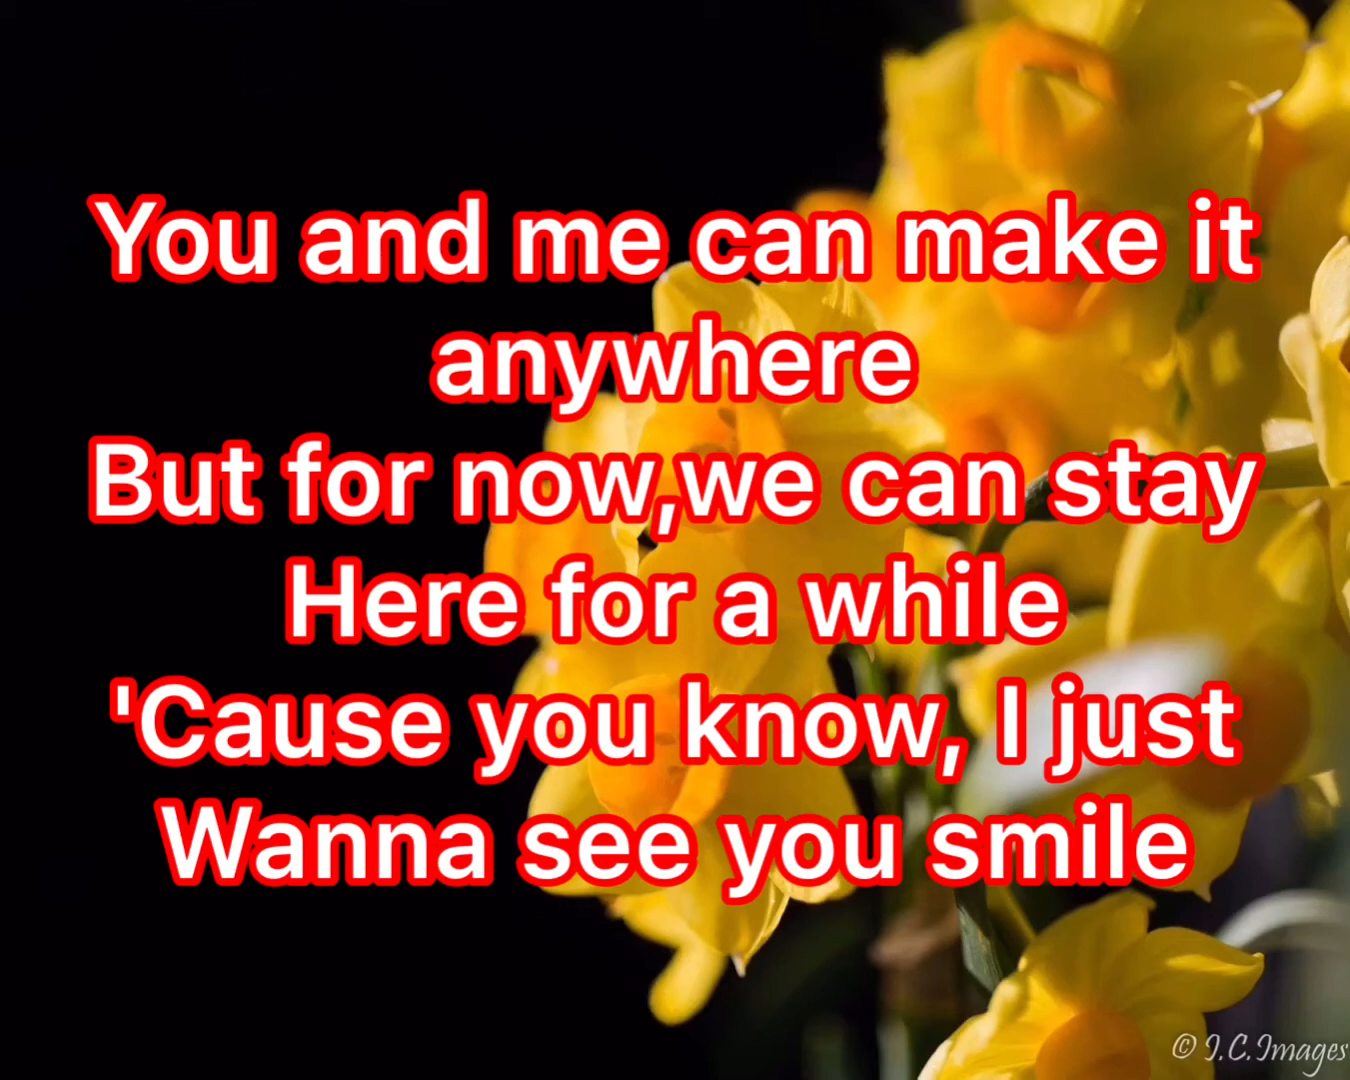 You and me can make it
anywhere
But for now,we can stay
Here for a while
'Cause you know, I just
Wanna see you smile
© I.C.Images